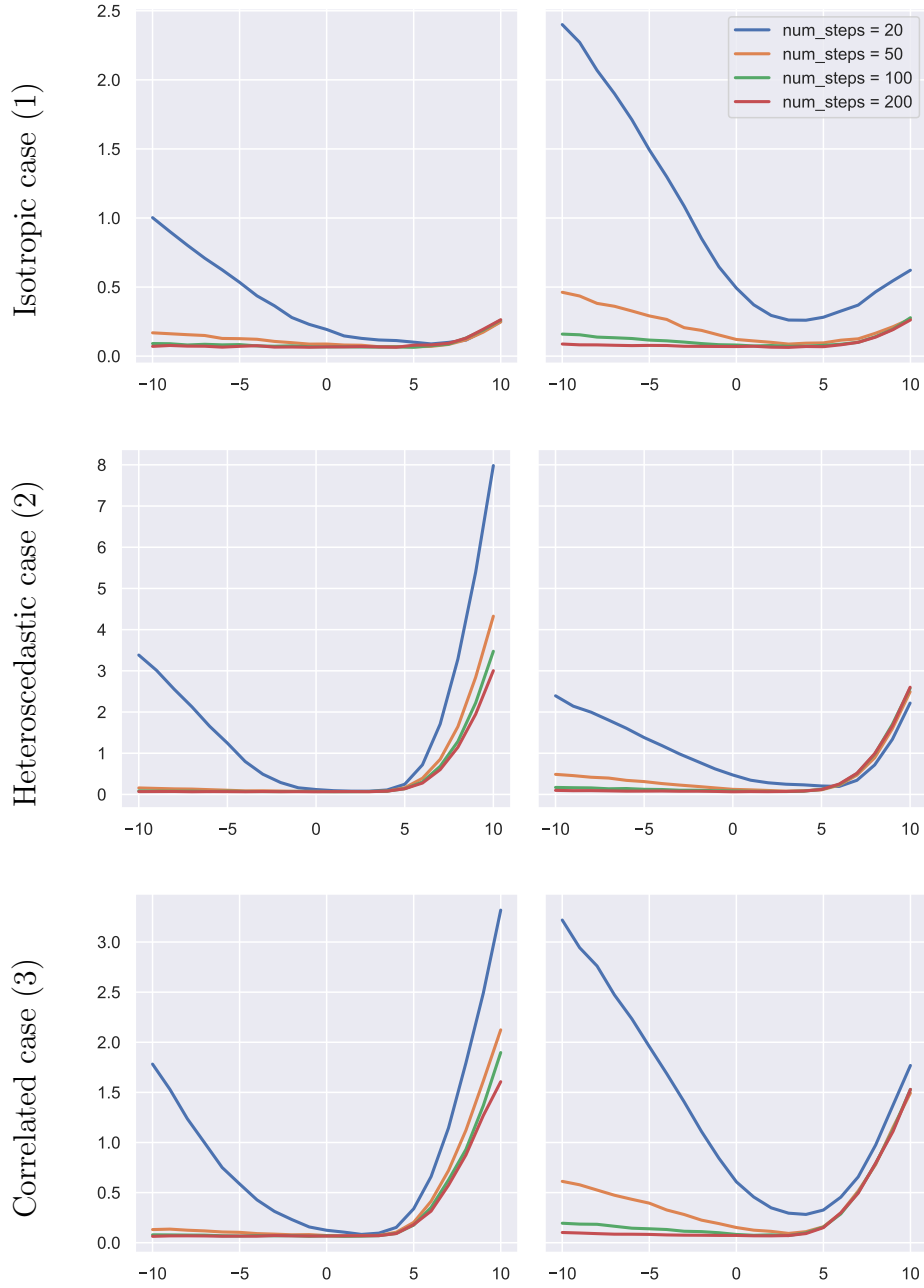 Isotropic case (1)
2.5
2.0
1.5
1.0
0.5
0.0
−10 −5 0 5 10
num_steps = 20
num_steps = 50
num_steps = 100
num_steps = 200
−10 −5 0 5 10
Heteroscedastic case (2)
8
7
6
5
4
3
2
1
0
−10 −5 0 5 10
−10 −5 0 5 10
Correlated case (3)
3.0
2.5
2.0
1.5
1.0
0.5
0.0
−10 −5 0 5 10
−10 −5 0 5 10